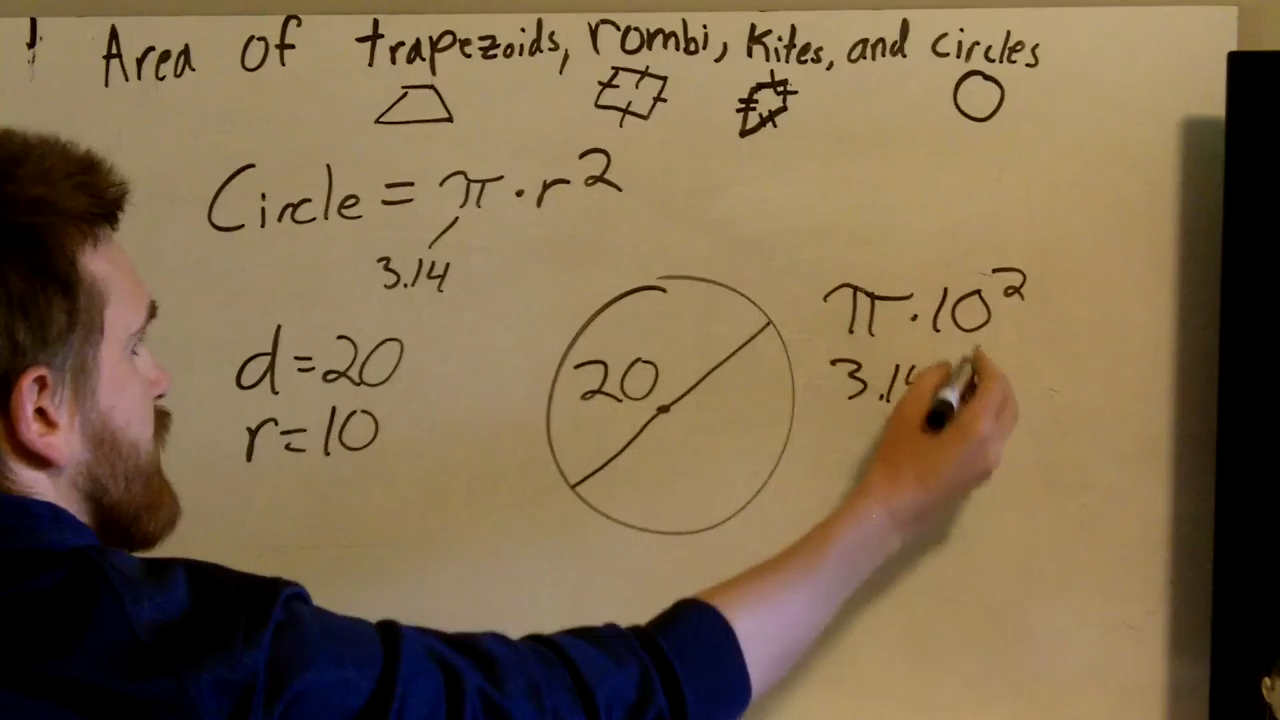 Area of trapezoids, rombi, kites, and circles
Circle = π · r²
3.14
d=20
r=10
20
π · 10²